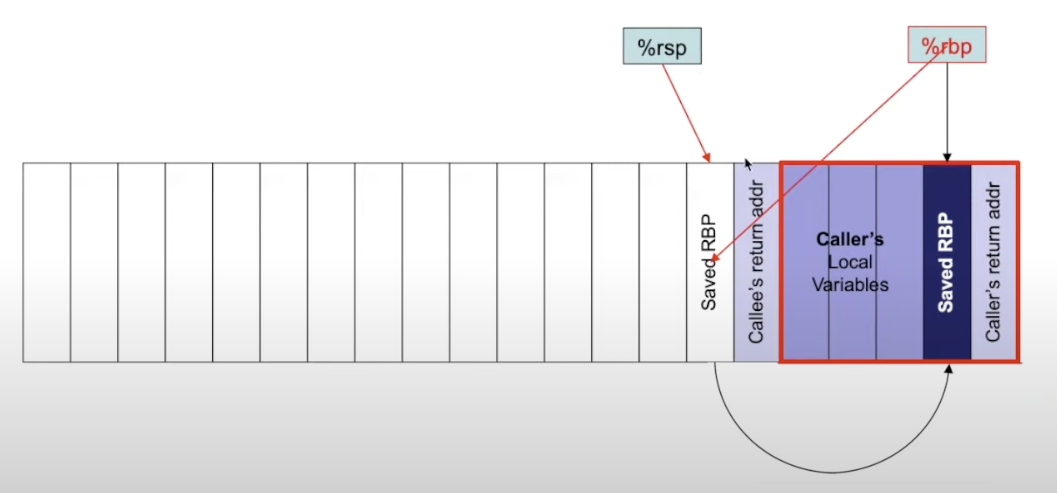 %rsp
%rbp
Saved RBP
Callee's return addr
Caller's
Local
Variables
Saved RBP
Caller's return addr